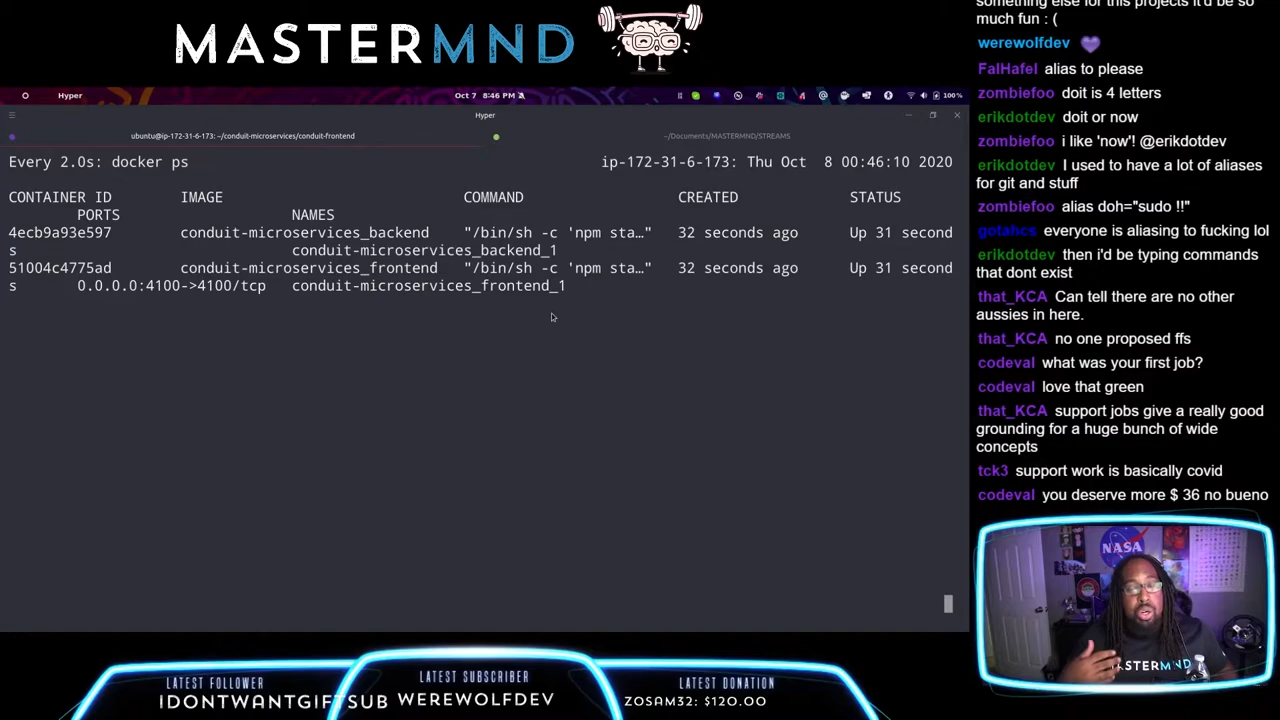 MASTERMND
Hyper
Oct 7 8:46 PM
100%
Hyper
ubuntu@ip-172-31-6-173: ~/conduit-microservices/conduit-frontend
~/Documents/MASTERMND/STREAMS
Every 2.0s: docker ps
ip-172-31-6-173: Thu Oct  8 00:46:10 2020
CONTAINER ID IMAGE COMMAND CREATED STATUS
PORTS NAMES
4ecb9a93e597 conduit-microservices_backend "/bin/sh -c 'npm sta…" 32 seconds ago Up 31 second
s conduit-microservices_backend_1
51004c4775ad conduit-microservices_frontend "/bin/sh -c 'npm sta…" 32 seconds ago Up 31 second
s 0.0.0.0:4100->4100/tcp conduit-microservices_frontend_1
something else for this projects it'd be so
much fun : (
werewolfdev
FalHafel alias to please
zombiefoo doit is 4 letters
erikdotdev doit or now
zombiefoo i like 'now'! @erikdotdev
erikdotdev I used to have a lot of aliases
for git and stuff
zombiefoo alias doh="sudo !!"
gotahcs everyone is aliasing to fucking lol
erikdotdev then i'd be typing commands
that dont exist
that_KCA Can tell there are no other
aussies in here.
that_KCA no one proposed ffs
codeval what was your first job?
codeval love that green
that_KCA support jobs give a really good
grounding for a huge bunch of wide
concepts
tck3 support work is basically covid
codeval you deserve more $ 36 no bueno
NASA
ASTERMND
LATEST FOLLOWER
IDONTWANTGIFTSUB
LATEST SUBSCRIBER
WEREWOLFDEV
LATEST DONATION
ZOSAM32: $120.00